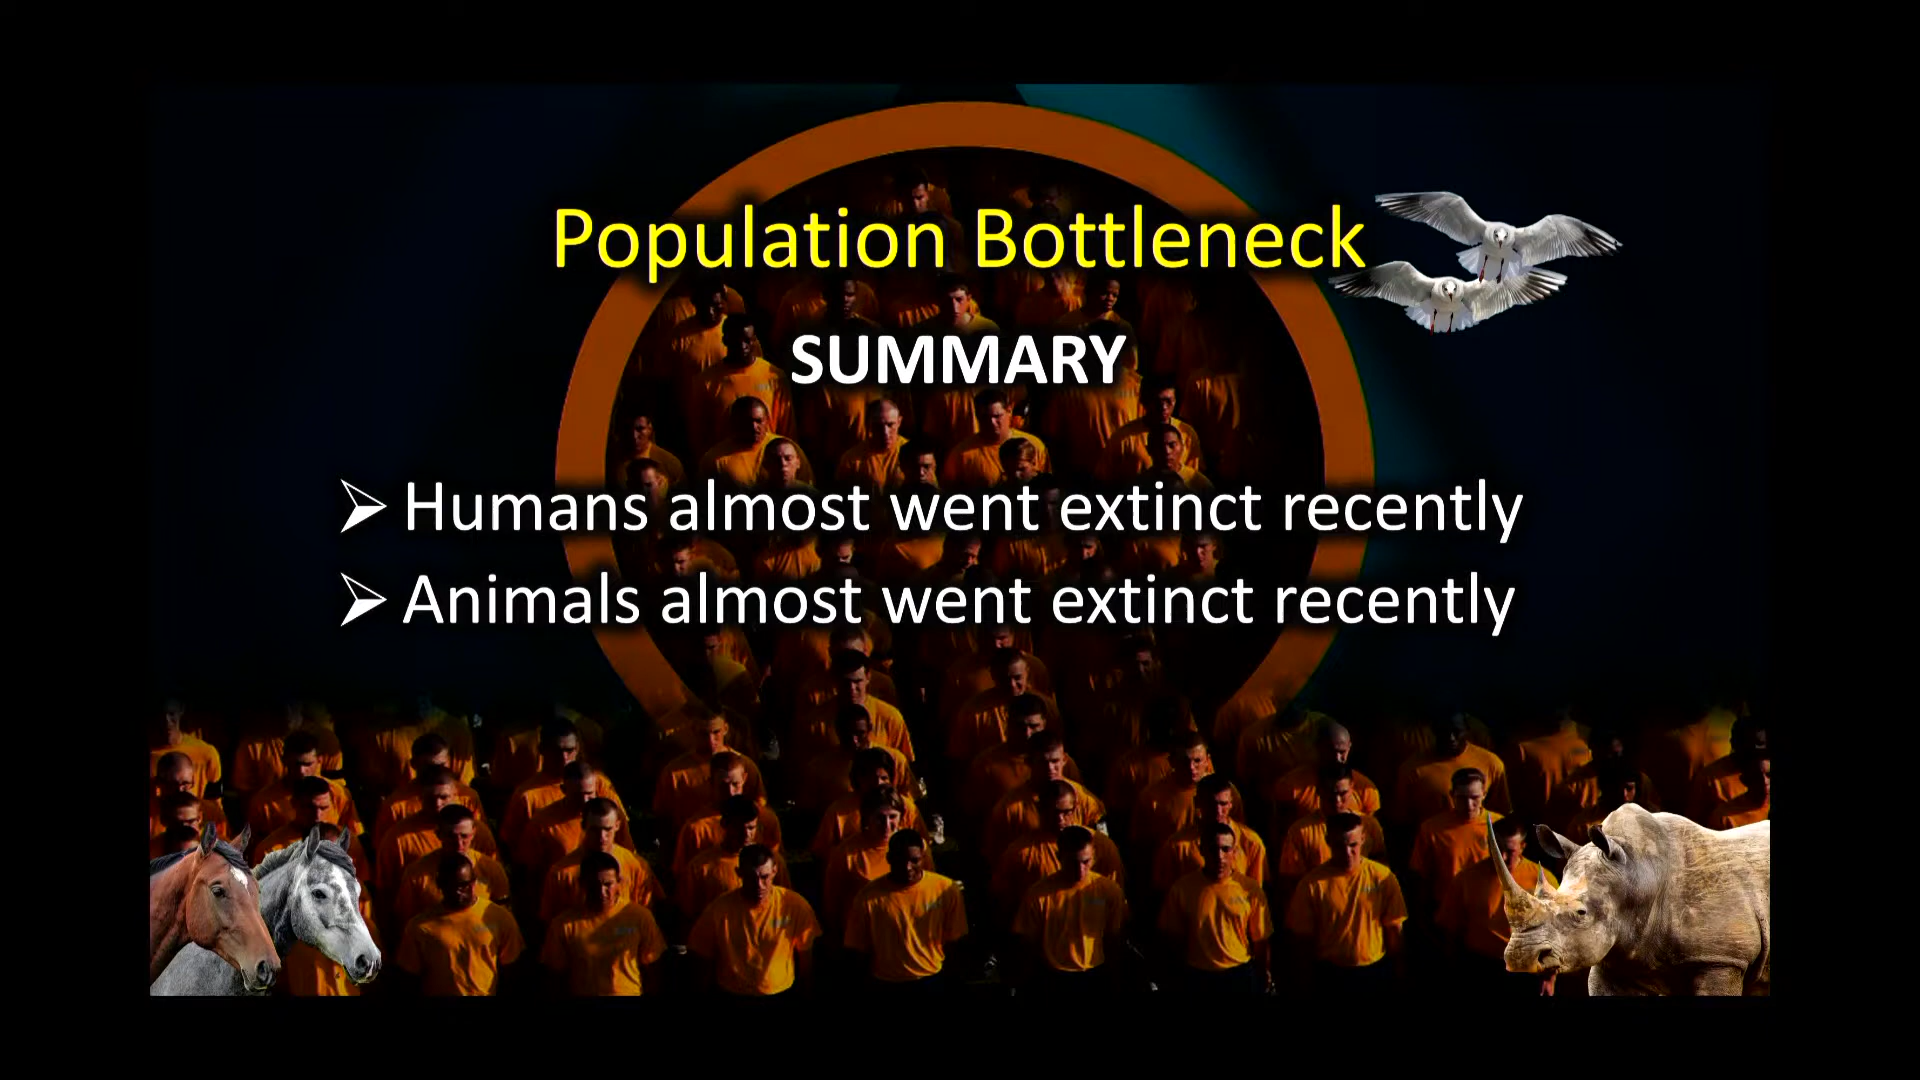 Population Bottleneck
SUMMARY
➢ Humans almost went extinct recently
➢ Animals almost went extinct recently